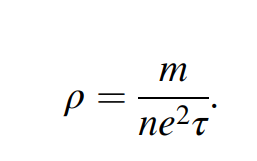 ρ = m / ne²τ.